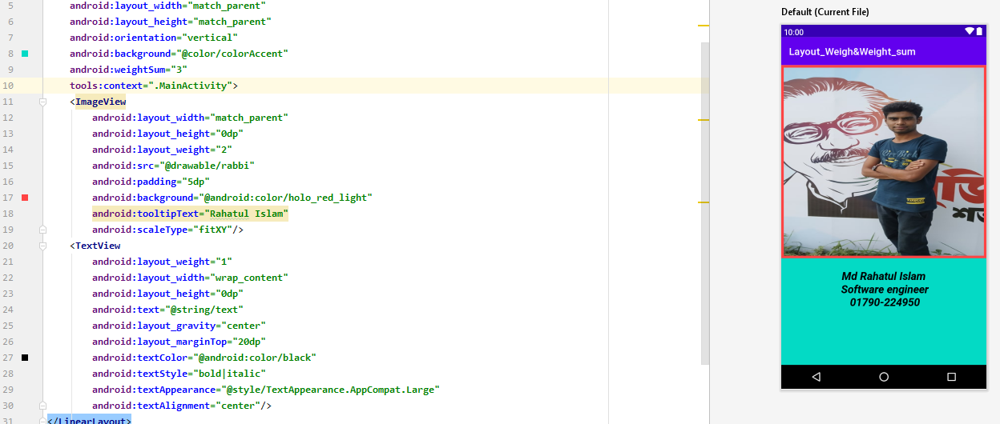 5 android:layout_width="match_parent"
6 android:layout_height="match_parent"
7 android:orientation="vertical"
8 android:background="@color/colorAccent"
9 android:weightSum="3"
10 tools:context=".MainActivity">
11 <ImageView
12 android:layout_width="match_parent"
13 android:layout_height="0dp"
14 android:layout_weight="2"
15 android:src="@drawable/rabbi"
16 android:padding="5dp"
17 android:background="@android:color/holo_red_light"
18 android:tooltipText="Rahatul Islam"
19 android:scaleType="fitXY"/>
20 <TextView
21 android:layout_weight="1"
22 android:layout_width="wrap_content"
23 android:layout_height="0dp"
24 android:text="@string/text"
25 android:layout_gravity="center"
26 android:layout_marginTop="20dp"
27 android:textColor="@android:color/black"
28 android:textStyle="bold|italic"
29 android:textAppearance="@style/TextAppearance.AppCompat.Large"
30 android:textAlignment="center"/>
31 </LinearLayout>
Default (Current File)
10:00
Layout_Weigh&Weight_sum
Md Rahatul Islam
Software engineer
01790-224950